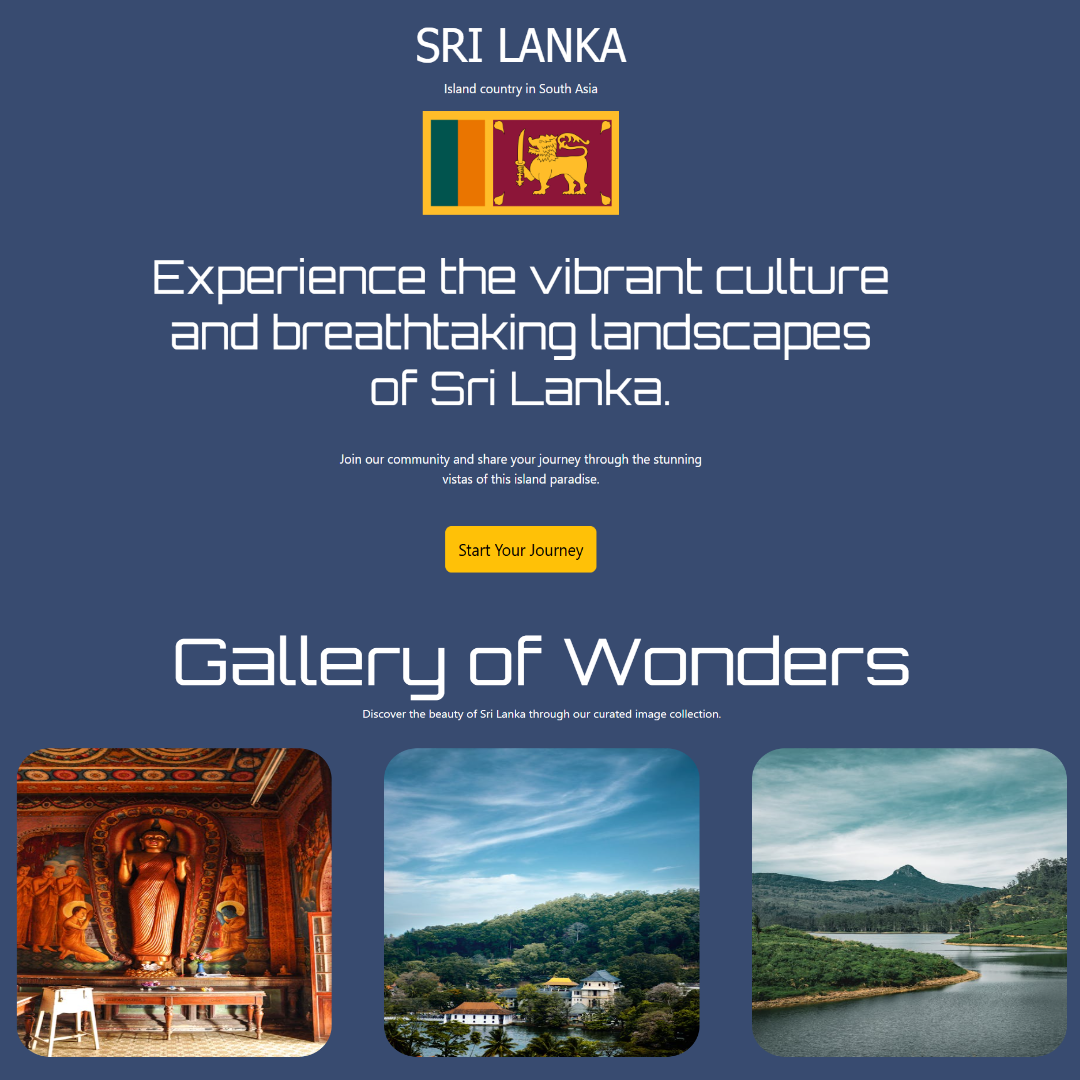 SRI LANKA
Island country in South Asia
Experience the vibrant culture
and breathtaking landscapes
of Sri Lanka.
Join our community and share your journey through the stunning
vistas of this island paradise.
Start Your Journey
Gallery of Wonders
Discover the beauty of Sri Lanka through our curated image collection.